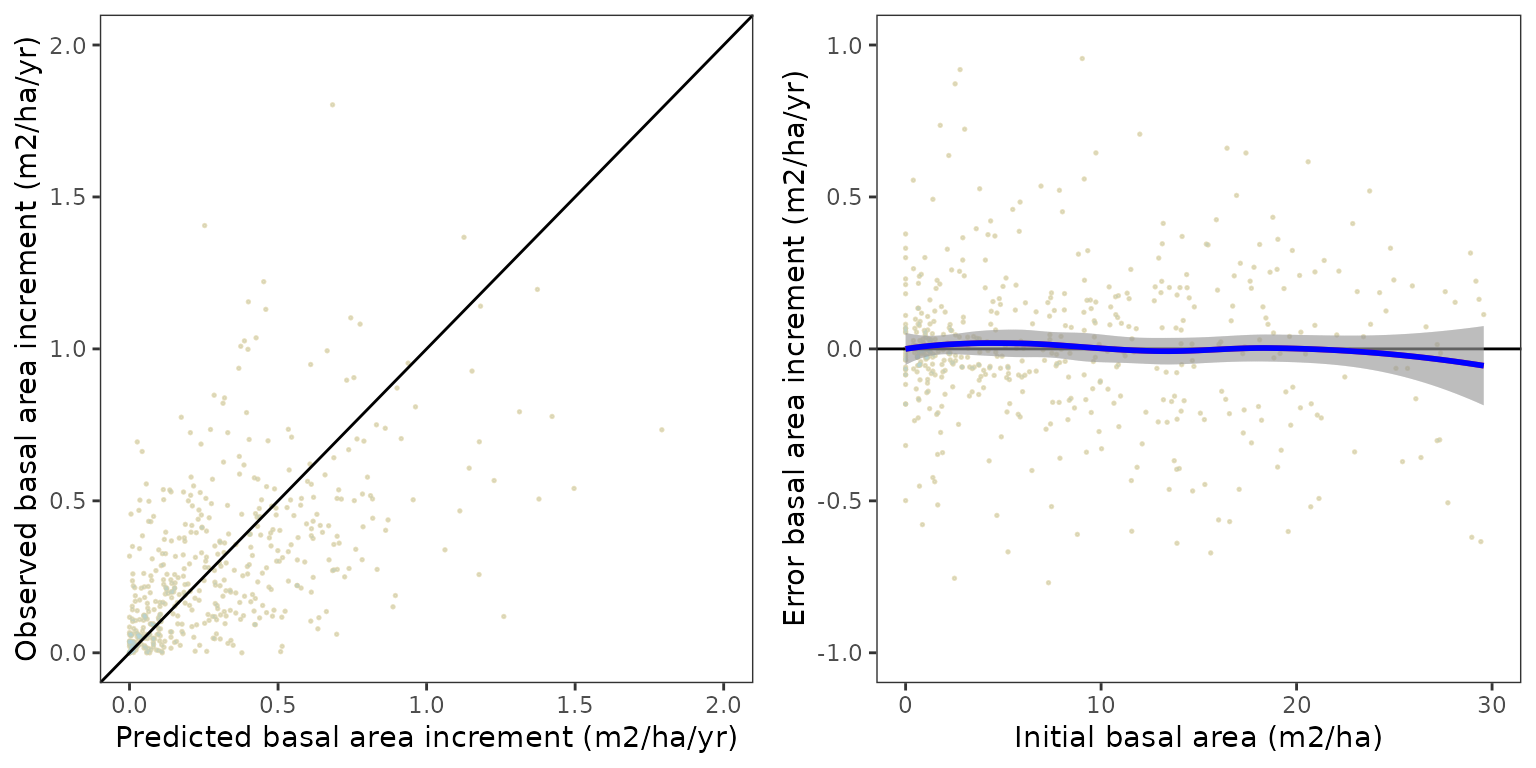 Observed basal area increment (m2/ha/yr)
2.0
1.5
1.0
0.5
0.0
0.0 0.5 1.0 1.5 2.0
Predicted basal area increment (m2/ha/yr)
Error basal area increment (m2/ha/yr)
1.0
0.5
0.0
-0.5
-1.0
0 10 20 30
Initial basal area (m2/ha)